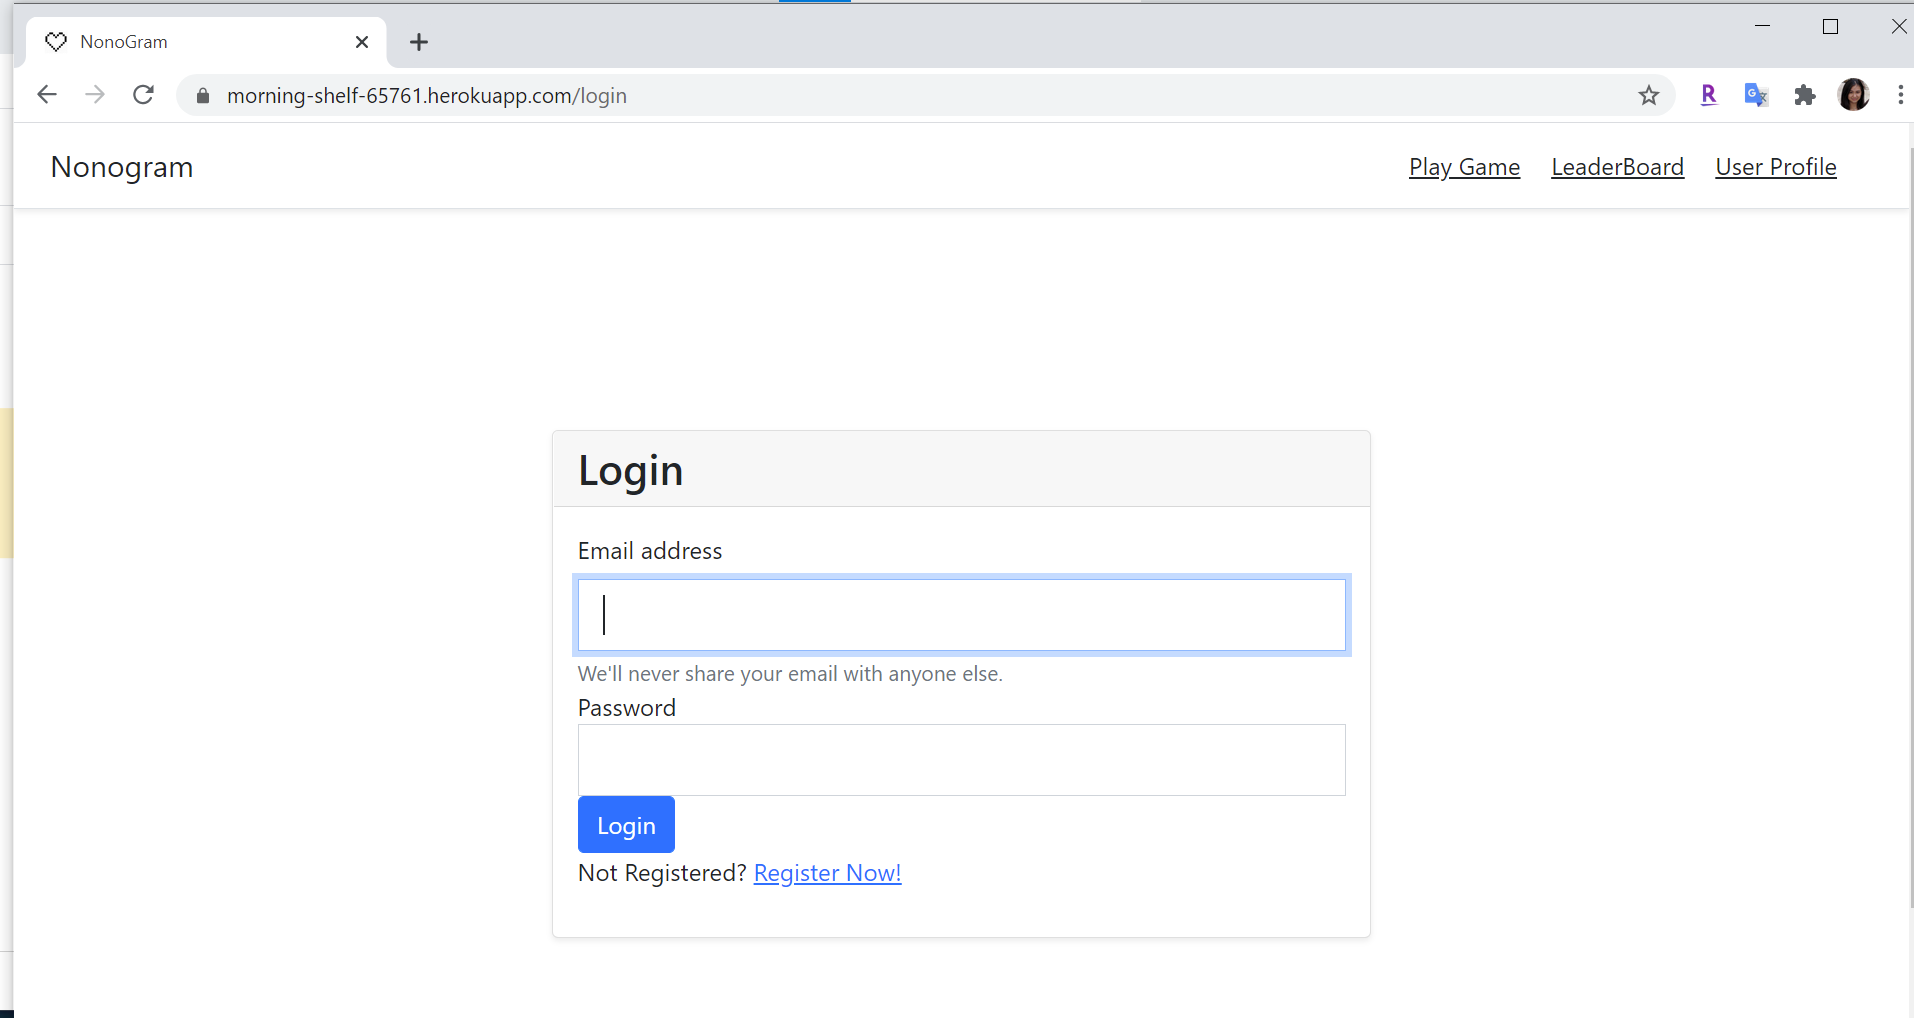 NonoGram
morning-shelf-65761.herokuapp.com/login
Nonogram
Play Game LeaderBoard User Profile
Login
Email address
We'll never share your email with anyone else.
Password
Login
Not Registered? Register Now!